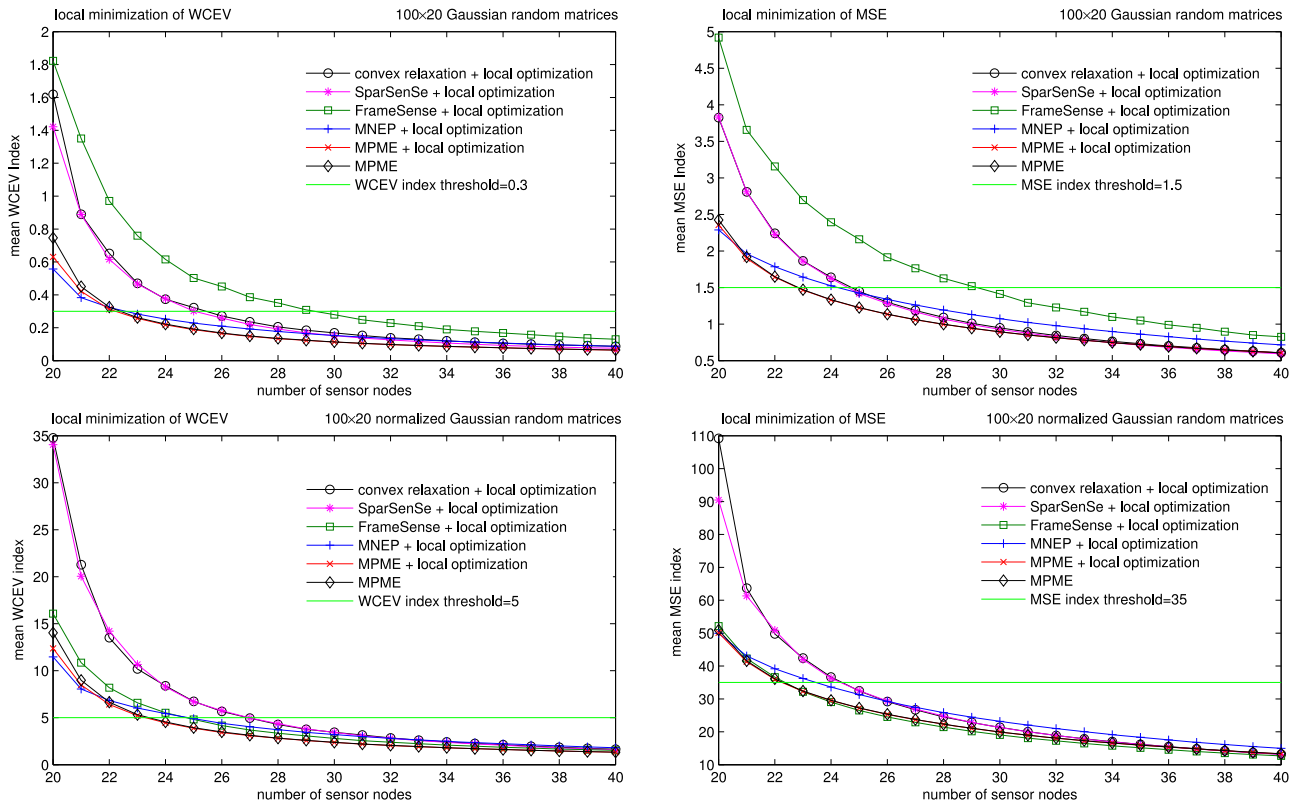 local minimization of WCEV 100×20 Gaussian random matrices
2
1.8
1.6
1.4
1.2
1
0.8
0.6
0.4
0.2
0
mean WCEV Index
convex relaxation + local optimization
SparSenSe + local optimization
FrameSense + local optimization
MNEP + local optimization
MPME + local optimization
MPME
WCEV index threshold=0.3
20 22 24 26 28 30 32 34 36 38 40
number of sensor nodes
local minimization of MSE 100×20 Gaussian random matrices
5
4.5
4
3.5
3
2.5
2
1.5
1
0.5
mean MSE Index
convex relaxation + local optimization
SparSenSe + local optimization
FrameSense + local optimization
MNEP + local optimization
MPME + local optimization
MPME
MSE index threshold=1.5
20 22 24 26 28 30 32 34 36 38 40
number of sensor nodes
local minimization of WCEV 100×20 normalized Gaussian random matrices
35
30
25
20
15
10
5
0
mean WCEV index
convex relaxation + local optimization
SparSenSe + local optimization
FrameSense + local optimization
MNEP + local optimization
MPME + local optimization
MPME
WCEV index threshold=5
20 22 24 26 28 30 32 34 36 38 40
number of sensor nodes
local minimization of MSE 100×20 normalized Gaussian random matrices
110
100
90
80
70
60
50
40
30
20
10
mean MSE index
convex relaxation + local optimization
SparSenSe + local optimization
FrameSense + local optimization
MNEP + local optimization
MPME + local optimization
MPME
MSE index threshold=35
20 22 24 26 28 30 32 34 36 38 40
number of sensor nodes